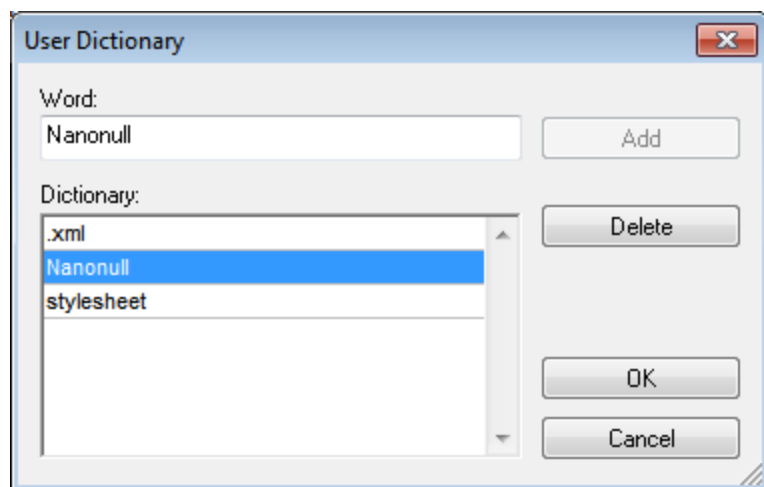 User Dictionary
Word:
Nanonull
Add
Dictionary:
.xml
Nanonull
stylesheet
Delete
OK
Cancel